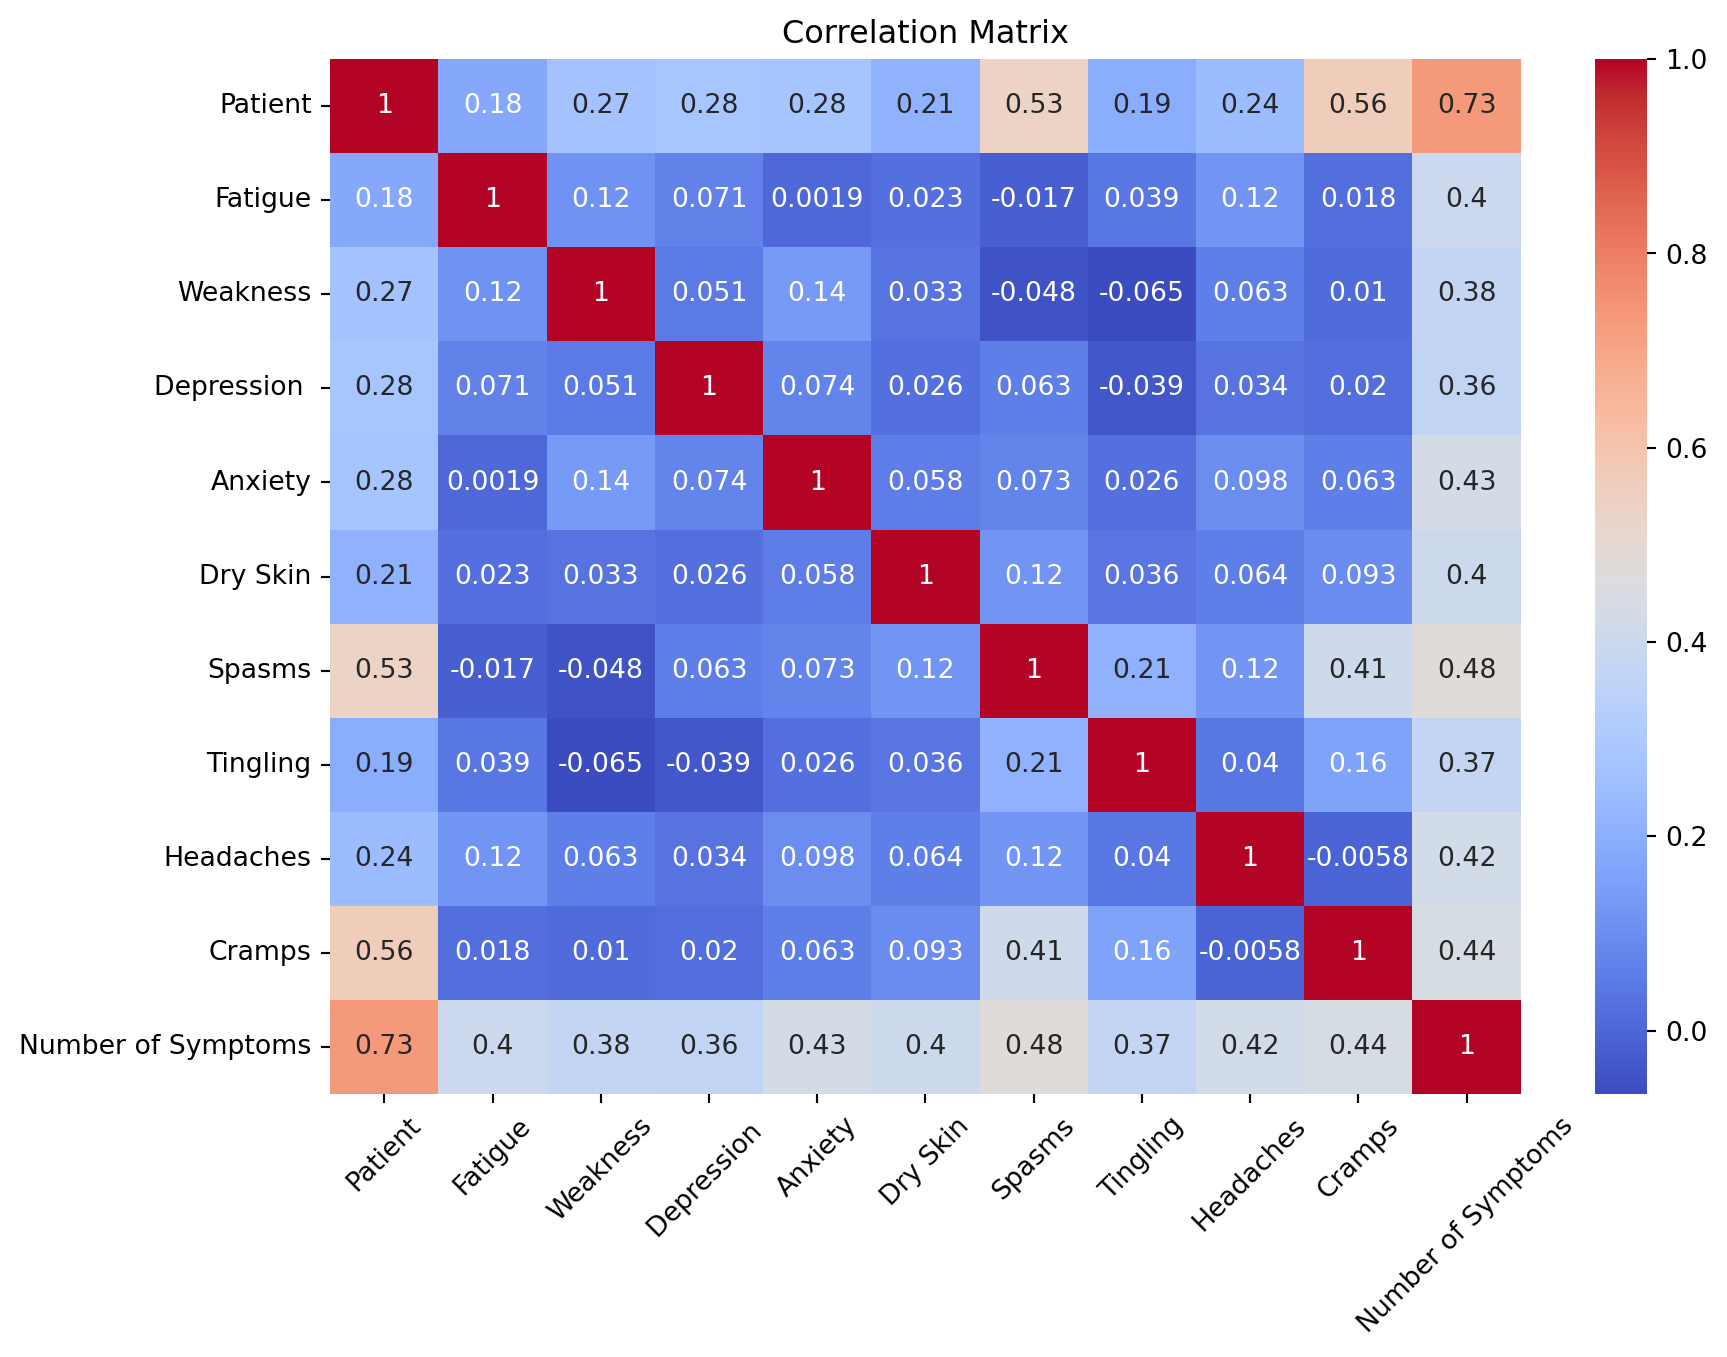 Correlation Matrix
Patient 1 0.18 0.27 0.28 0.28 0.21 0.53 0.19 0.24 0.56 0.73
Fatigue 0.18 1 0.12 0.071 0.0019 0.023 -0.017 0.039 0.12 0.018 0.4
Weakness 0.27 0.12 1 0.051 0.14 0.033 -0.048 -0.065 0.063 0.01 0.38
Depression 0.28 0.071 0.051 1 0.074 0.026 0.063 -0.039 0.034 0.02 0.36
Anxiety 0.28 0.0019 0.14 0.074 1 0.058 0.073 0.026 0.098 0.063 0.43
Dry Skin 0.21 0.023 0.033 0.026 0.058 1 0.12 0.036 0.064 0.093 0.4
Spasms 0.53 -0.017 -0.048 0.063 0.073 0.12 1 0.21 0.12 0.41 0.48
Tingling 0.19 0.039 -0.065 -0.039 0.026 0.036 0.21 1 0.04 0.16 0.37
Headaches 0.24 0.12 0.063 0.034 0.098 0.064 0.12 0.04 1 -0.0058 0.42
Cramps 0.56 0.018 0.01 0.02 0.063 0.093 0.41 0.16 -0.0058 1 0.44
Number of Symptoms 0.73 0.4 0.38 0.36 0.43 0.4 0.48 0.37 0.42 0.44 1
Patient
Fatigue
Weakness
Depression
Anxiety
Dry Skin
Spasms
Tingling
Headaches
Cramps
Number of Symptoms
1.0
0.8
0.6
0.4
0.2
0.0